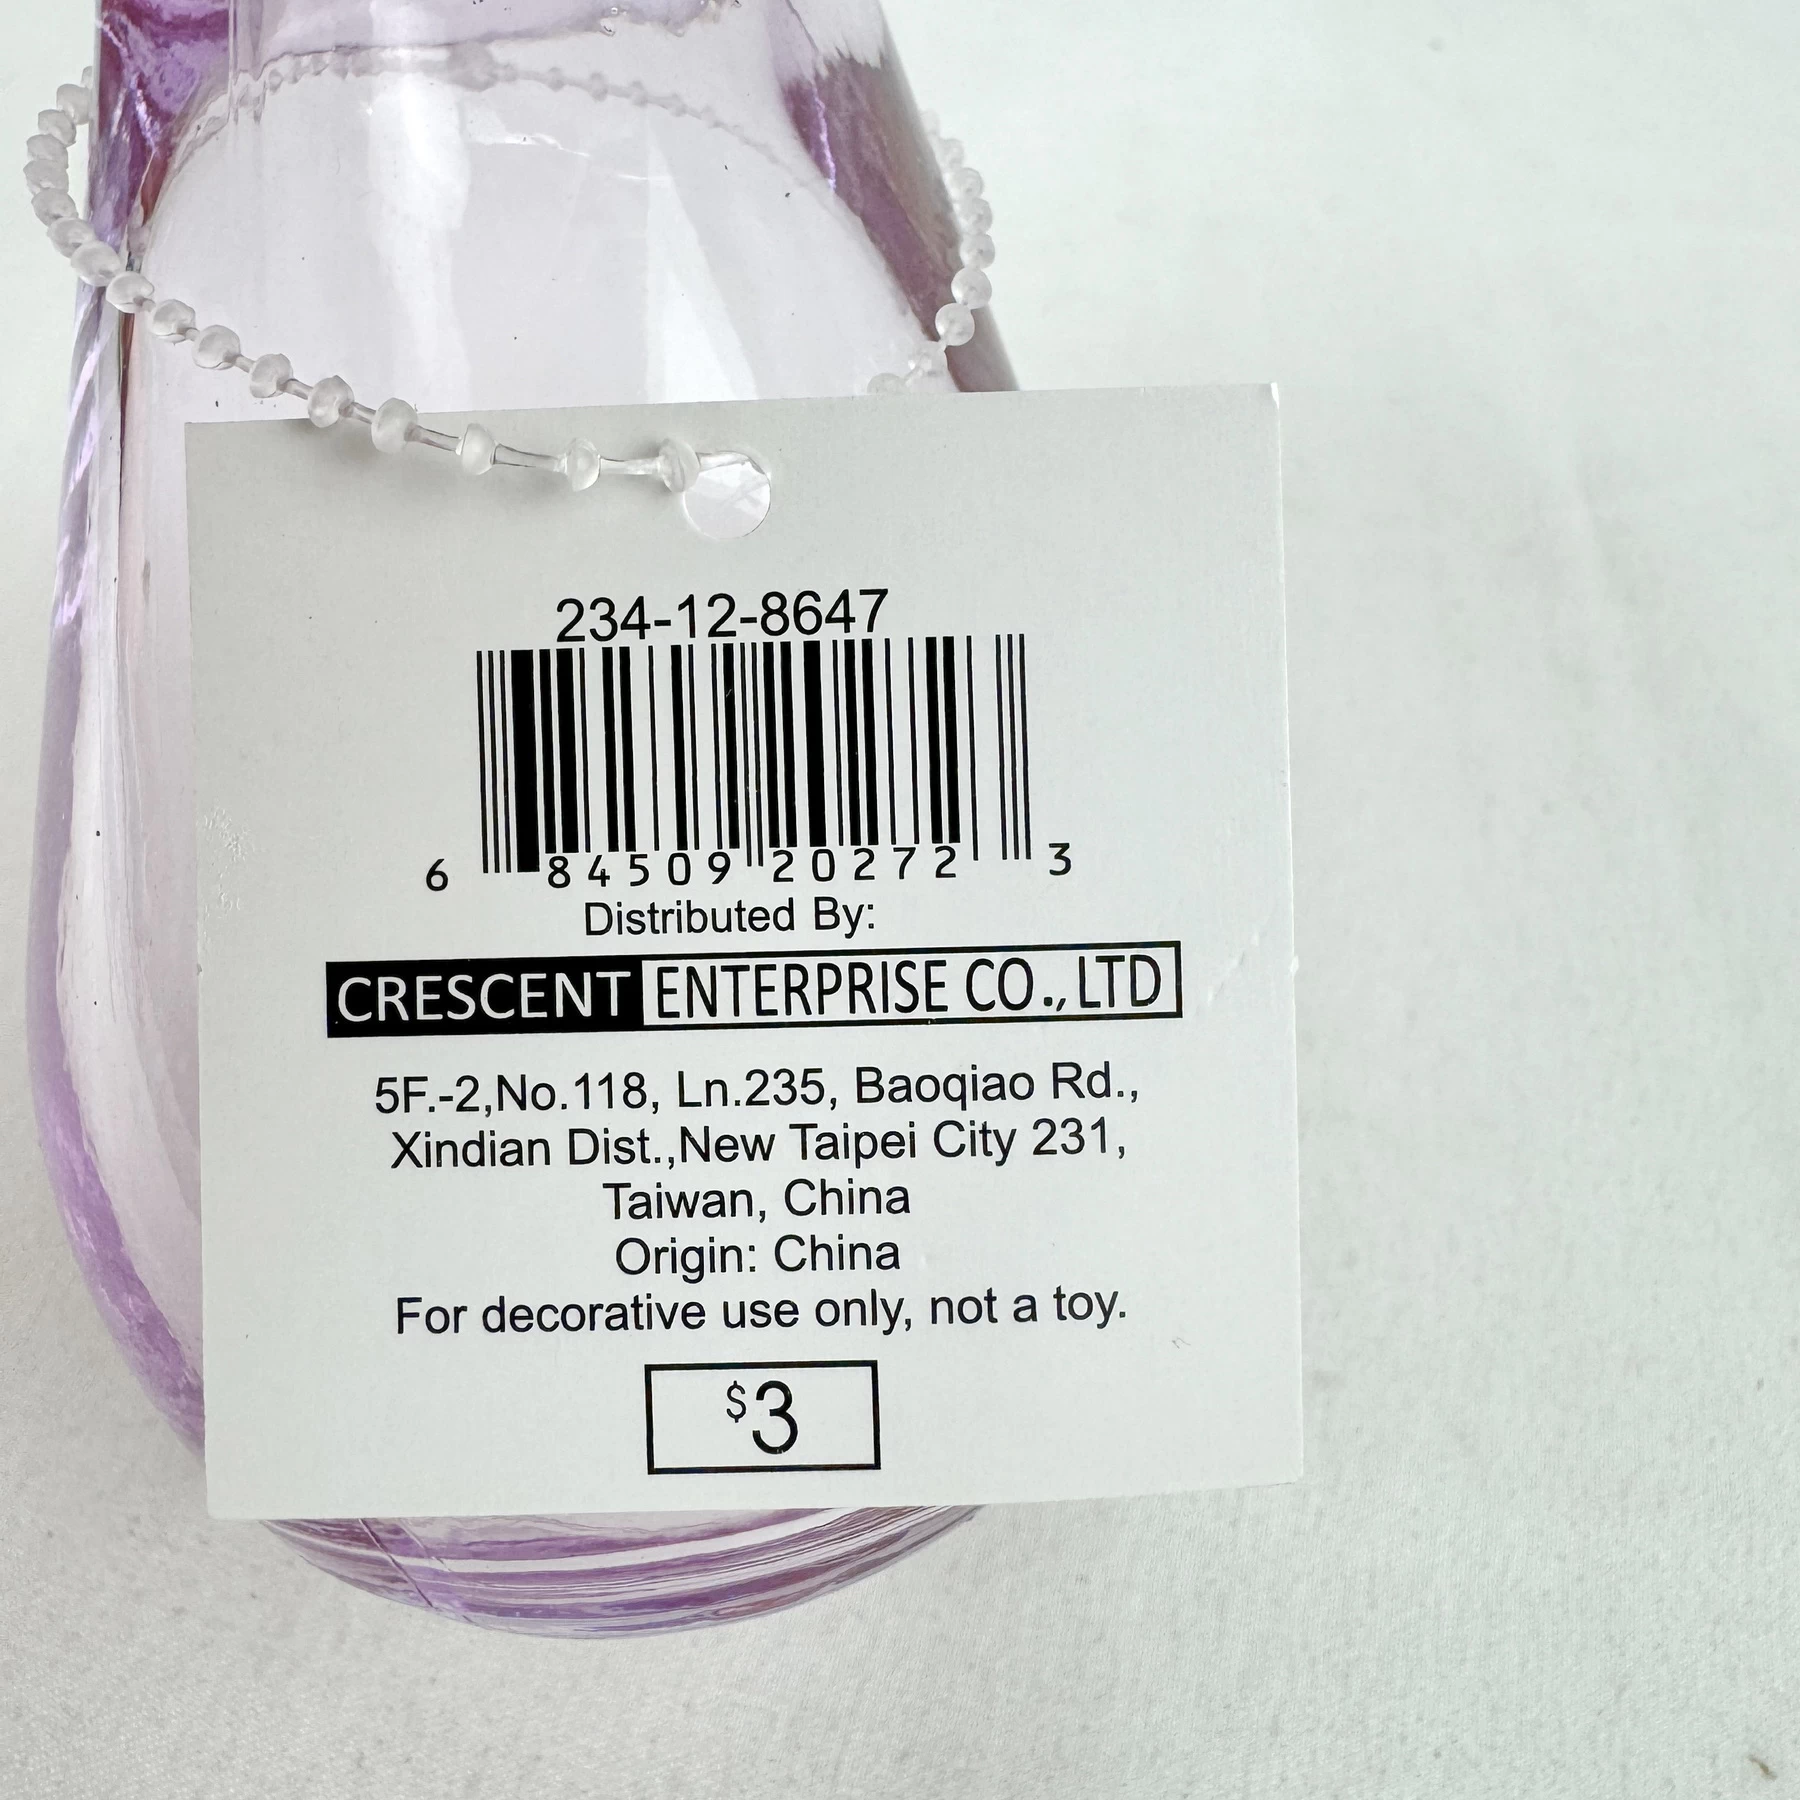 234-12-8647
6 84509 20272 3
Distributed By:
CRESCENT ENTERPRISE CO., LTD
5F.-2,No.118, Ln.235, Baoqiao Rd.,
Xindian Dist.,New Taipei City 231,
Taiwan, China
Origin: China
For decorative use only, not a toy.
$3